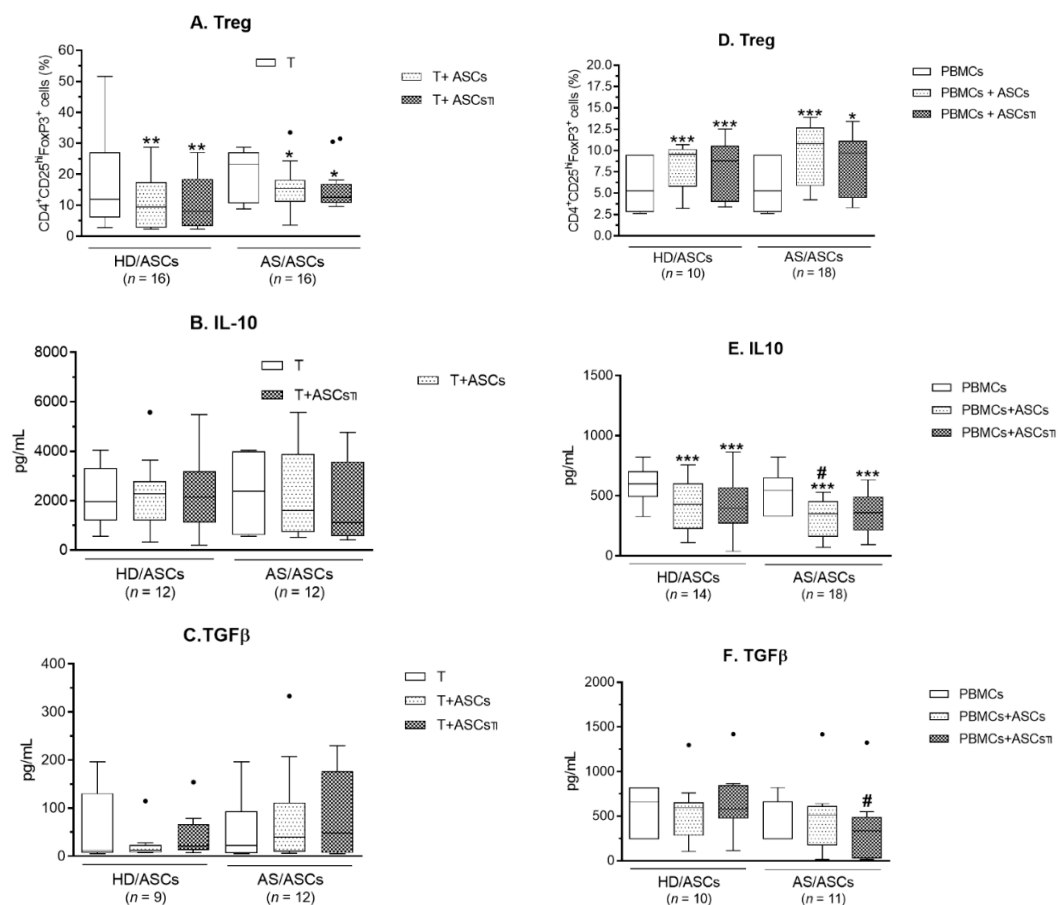 A. Treg
CD4⁺CD25ʰⁱFoxP3⁺ cells (%)
60
50
40
30
20
10
0
T
T+ ASCs
T+ ASCsTI
**
**
*
*
HD/ASCs
(n = 16)
AS/ASCs
(n = 16)
B. IL-10
pg/mL
8000
6000
4000
2000
0
T
T+ASCsTI
T+ASCs
HD/ASCs
(n = 12)
AS/ASCs
(n = 12)
C.TGFβ
pg/mL
400
300
200
100
0
T
T+ASCs
T+ASCsTI
HD/ASCs
(n = 9)
AS/ASCs
(n = 12)
D. Treg
CD4⁺CD25ʰⁱFoxP3⁺ cells (%)
20.0
17.5
15.0
12.5
10.0
7.5
5.0
2.5
0.0
PBMCs
PBMCs + ASCs
PBMCs + ASCsTI
***
***
***
*
HD/ASCs
(n = 10)
AS/ASCs
(n = 18)
E. IL10
pg/mL
1500
1000
500
0
PBMCs
PBMCs+ASCs
PBMCs+ASCsTI
***
***
#
***
***
HD/ASCs
(n = 14)
AS/ASCs
(n = 18)
F. TGFβ
pg/mL
2000
1500
1000
500
0
PBMCs
PBMCs+ASCs
PBMCs+ASCsTI
#
HD/ASCs
(n = 10)
AS/ASCs
(n = 11)